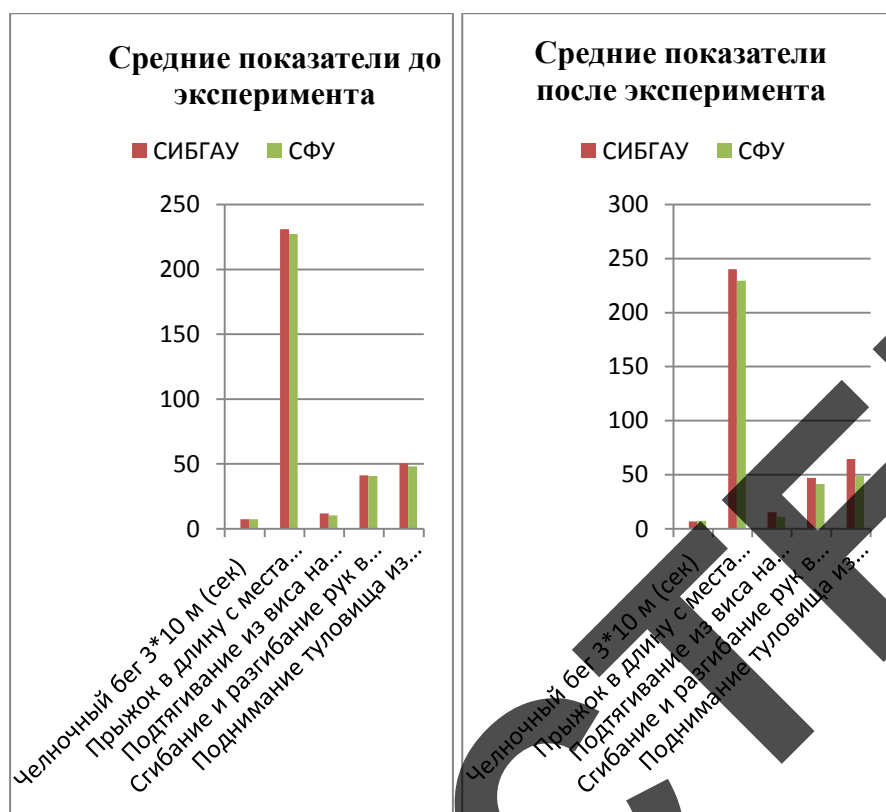 Средние показатели до
эксперимента
СИБГАУ СФУ
250
200
150
100
50
0
Челночный бег 3*10 м (сек)
Прыжок в длину с места...
Подтягивание из виса на...
Сгибание и разгибание рук в...
Поднимание туловища из...
Средние показатели
после эксперимента
СИБГАУ СФУ
300
250
200
150
100
50
0
Челночный бег 3*10 м (сек)
Прыжок в длину с места...
Подтягивание из виса на...
Сгибание и разгибание рук в...
Поднимание туловища из...